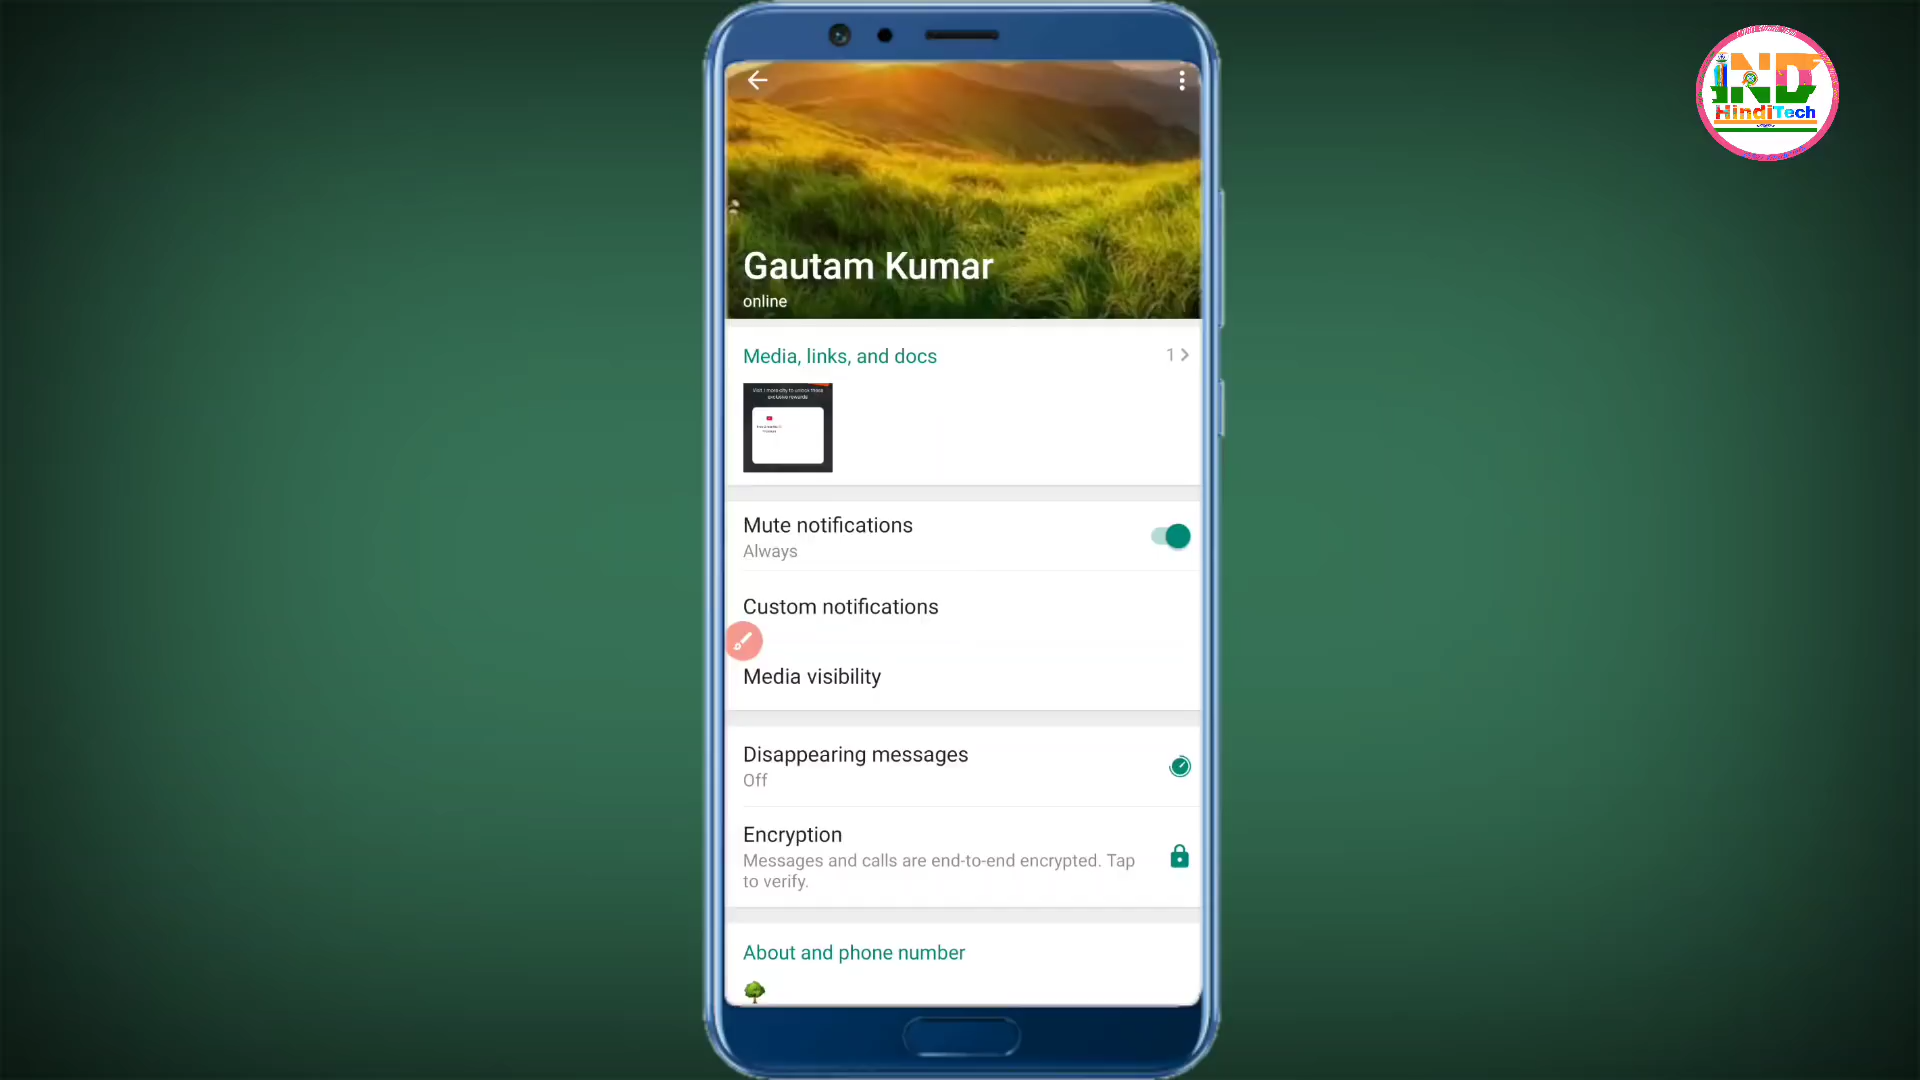 IND
HindiTech
Gautam Kumar
online
Media, links, and docs
1
Mute notifications
Always
Custom notifications
Media visibility
Disappearing messages
Off
Encryption
Messages and calls are end-to-end encrypted. Tap
to verify.
About and phone number